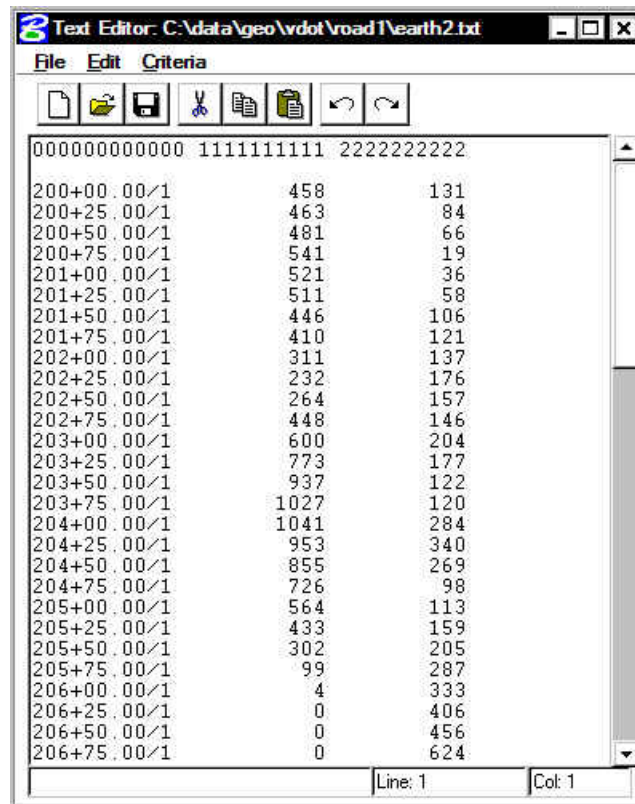 Text Editor: C:\data\geo\vdot\road1\earth2.txt
File Edit Criteria
000000000000 1111111111 2222222222
200+00.00/1 458 131
200+25.00/1 463 84
200+50.00/1 481 66
200+75.00/1 541 19
201+00.00/1 521 36
201+25.00/1 511 58
201+50.00/1 446 106
201+75.00/1 410 121
202+00.00/1 311 137
202+25.00/1 232 176
202+50.00/1 264 157
202+75.00/1 448 146
203+00.00/1 600 204
203+25.00/1 773 177
203+50.00/1 937 122
203+75.00/1 1027 120
204+00.00/1 1041 284
204+25.00/1 953 340
204+50.00/1 855 269
204+75.00/1 726 98
205+00.00/1 564 113
205+25.00/1 433 159
205+50.00/1 302 205
205+75.00/1 99 287
206+00.00/1 4 333
206+25.00/1 0 406
206+50.00/1 0 456
206+75.00/1 0 624
Line: 1 Col: 1